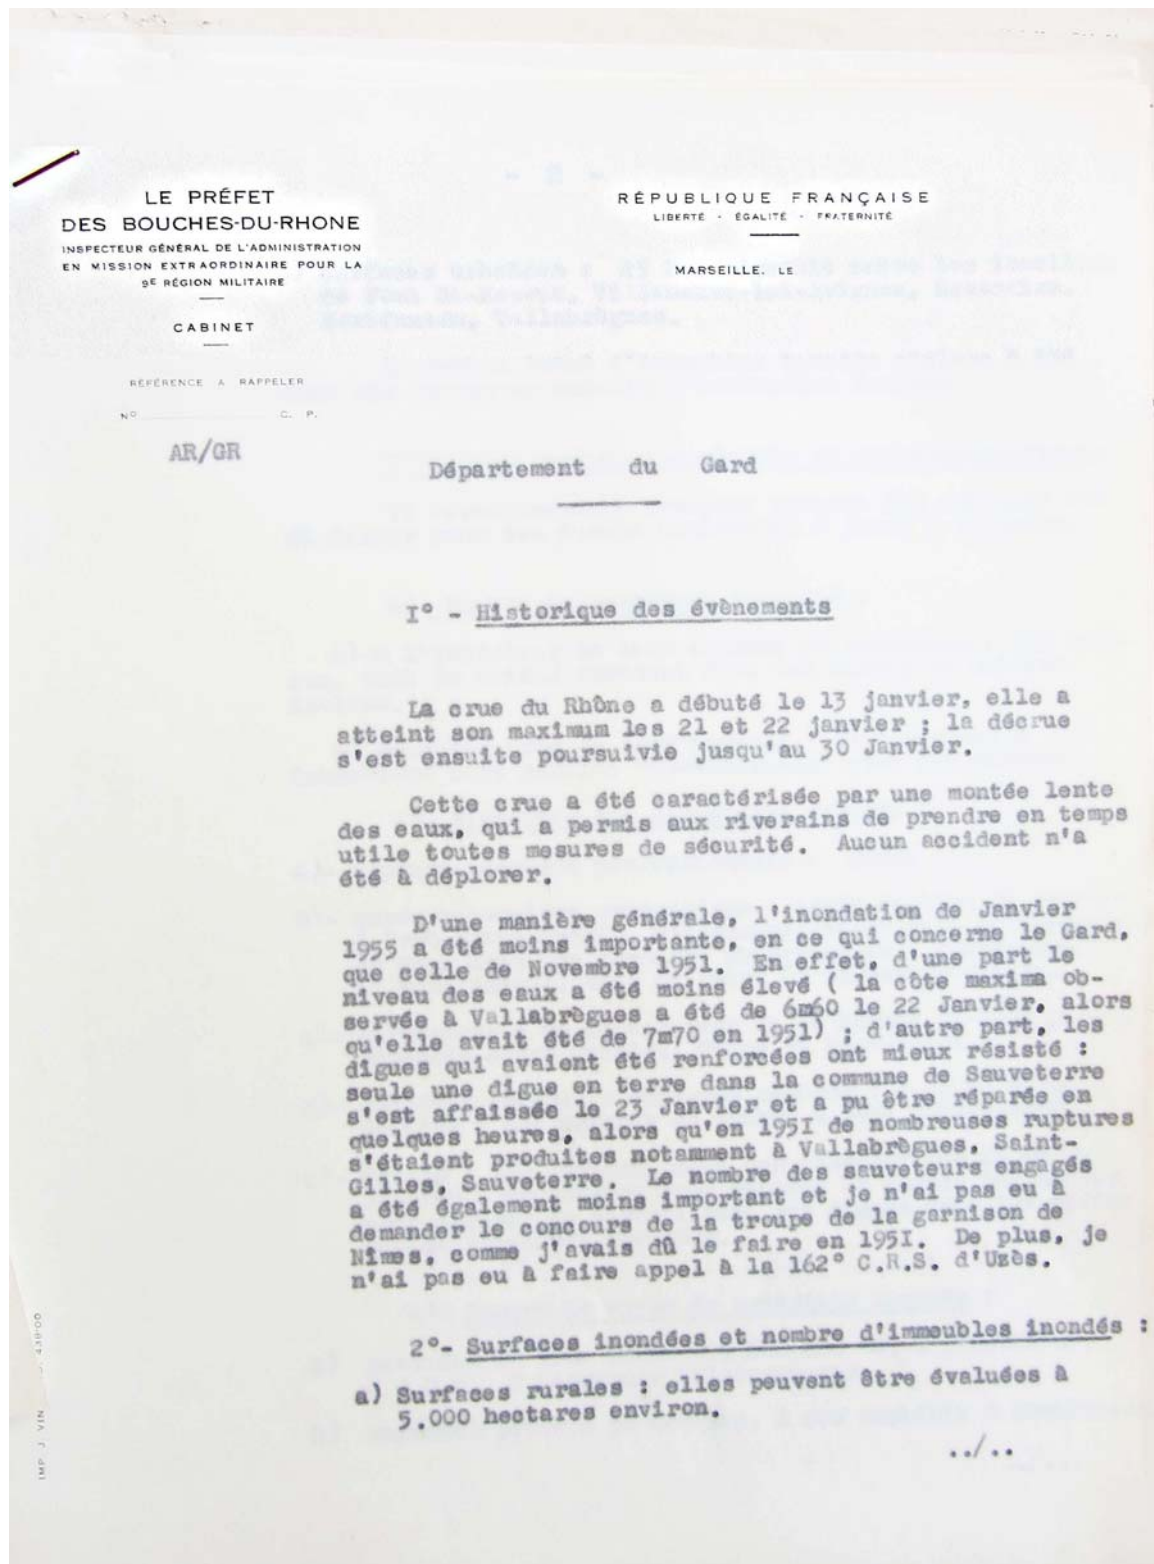 LE PRÉFET
DES BOUCHES-DU-RHONE
INSPECTEUR GÉNÉRAL DE L'ADMINISTRATION
EN MISSION EXTRAORDINAIRE POUR LA
9E RÉGION MILITAIRE
CABINET
RÉFÉRENCE A RAPPELER
No C. P.
AR/GR
RÉPUBLIQUE FRANÇAISE
LIBERTÉ - ÉGALITÉ - FRATERNITÉ
MARSEILLE, LE
Département du Gard
I° - Historique des évènements
La crue du Rhône a débuté le 13 janvier, elle a
atteint son maximum les 21 et 22 janvier ; la décrue
s'est ensuite poursuivie jusqu'au 30 Janvier.
Cette crue a été caractérisée par une montée lente
des eaux, qui a permis aux riverains de prendre en temps
utile toutes mesures de sécurité. Aucun accident n'a
été à déplorer.
D'une manière générale, l'inondation de Janvier
1955 a été moins importante, en ce qui concerne le Gard,
que celle de Novembre 1951. En effet, d'une part le
niveau des eaux a été moins élevé ( la côte maxima ob-
servée à Vallabrègues a été de 6m60 le 22 Janvier, alors
qu'elle avait été de 7m70 en 1951) ; d'autre part, les
digues qui avaient été renforcées ont mieux résisté :
seule une digue en terre dans la commune de Sauveterre
s'est affaissée le 23 Janvier et a pu être réparée en
quelques heures, alors qu'en 195I de nombreuses ruptures
s'étaient produites notamment à Vallabrègues, Saint-
Gilles, Sauveterre. Le nombre des sauveteurs engagés
a été également moins important et je n'ai pas eu à
demander le concours de la troupe de la garnison de
Nîmes, comme j'avais dû le faire en 195I. De plus, je
n'ai pas eu à faire appel à la 162° C.R.S. d'Uzès.
2°- Surfaces inondées et nombre d'immeubles inondés :
a) Surfaces rurales : elles peuvent être évaluées à
5.000 hectares environ.
../..
IMP. J. VIN 438-00